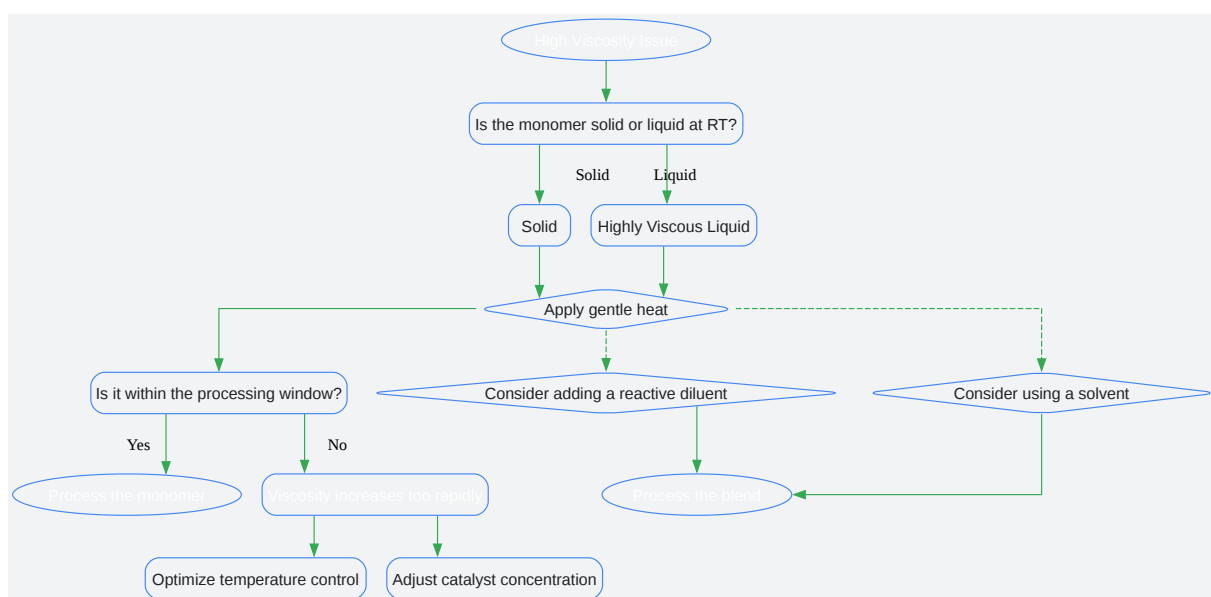 High Viscosity Issue
Is the monomer solid or liquid at RT?
Solid
Liquid
Solid
Highly Viscous Liquid
Apply gentle heat
Is it within the processing window?
Consider adding a reactive diluent
Consider using a solvent
Yes
No
Process the monomer
Viscosity increases too rapidly
Process the blend
Optimize temperature control
Adjust catalyst concentration